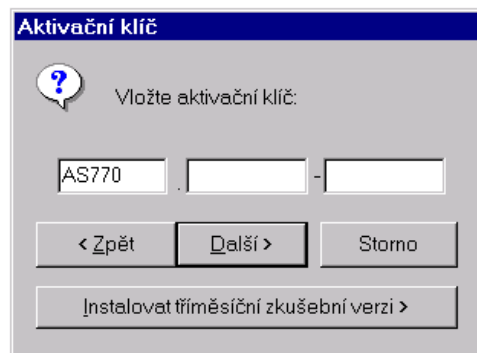 Aktivační klíč
?
Vložte aktivační klíč:
AS770 . -
< Zpět Další > Storno
Instalovat tříměsíční zkušební verzi >